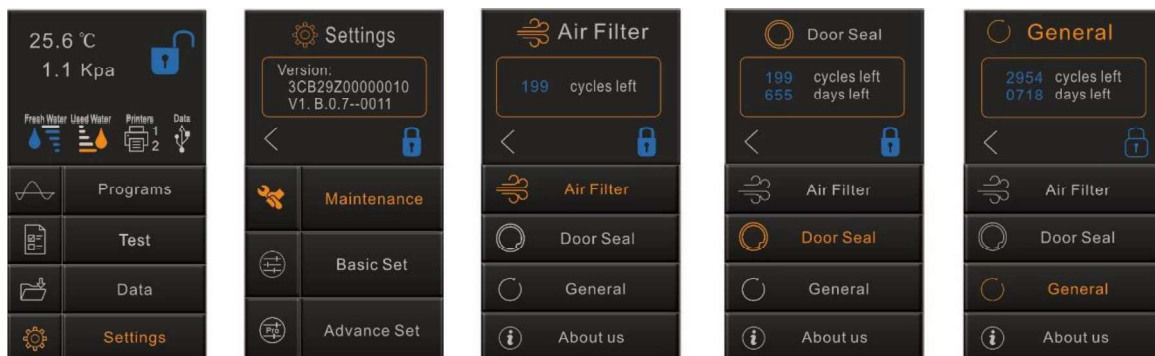 25.6 ℃
1.1 Kpa
Fresh Water Used Water Printers Data
1
2
Programs
Test
Data
Settings
Settings
Version:
3CB29Z00000010
V1. B.0.7--0011
Maintenance
Basic Set
Pro Advance Set
Air Filter
199 cycles left
Air Filter
Door Seal
General
About us
Door Seal
199 cycles left
655 days left
Air Filter
Door Seal
General
About us
General
2954 cycles left
0718 days left
Air Filter
Door Seal
General
About us